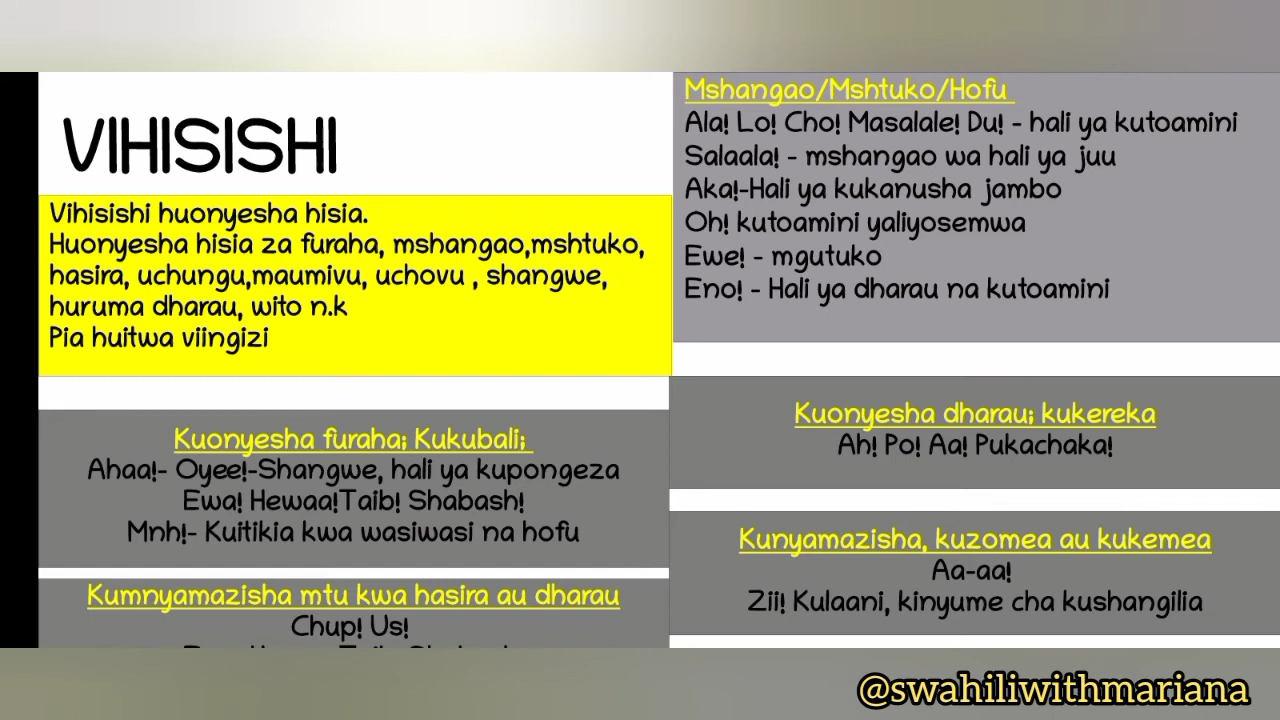 VIHISISHI
Vihisishi huonyesha hisia.
Huonyesha hisia za furaha, mshangao,mshtuko,
hasira, uchungu,maumivu, uchovu , shangwe,
huruma dharau, wito n.k
Pia huitwa viingizi
Kuonyesha furaha; Kukubali;
Ahaa!- Oyee!-Shangwe, hali ya kupongeza
Ewa! Hewaa!Taib! Shabash!
Mnh!- Kuitikia kwa wasiwasi na hofu
Kumnyamazisha mtu kwa hasira au dharau
Chup! Us!
Mshangao/Mshtuko/Hofu
Ala! Lo! Cho! Masalale! Du! - hali ya kutoamini
Salaala! - mshangao wa hali ya juu
Aka!-Hali ya kukanusha jambo
Oh! kutoamini yaliyosemwa
Ewe! - mgutuko
Eno! - Hali ya dharau na kutoamini
Kuonyesha dharau; kukereka
Ah! Po! Aa! Pukachaka!
Kunyamazisha, kuzomea au kukemea
Aa-aa!
Zii! Kulaani, kinyume cha kushangilia
@swahiliwithmariana